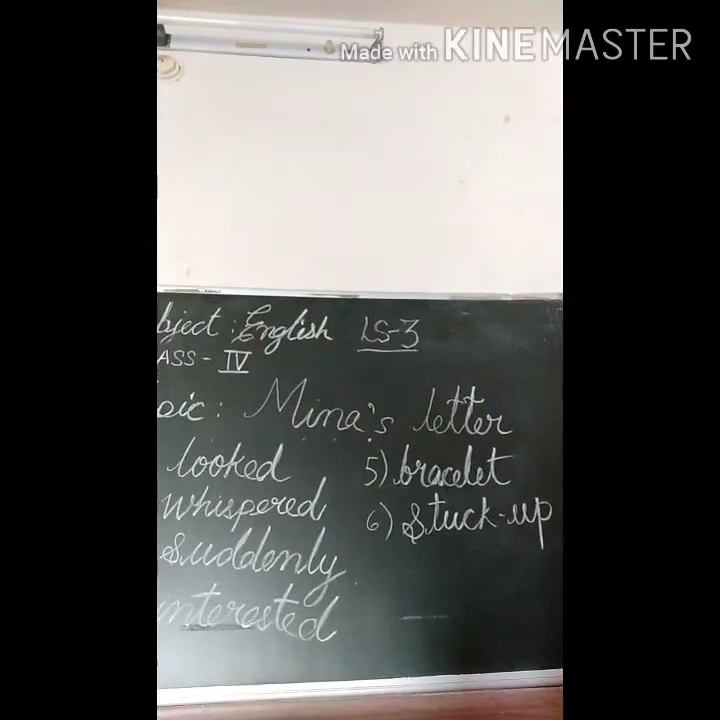 Made with KINEMASTER
bject : English LS-3
ASS - IV
pic : Mina's letter
looked
whispered
suddenly
interested
5) bracelet
6) stuck-up